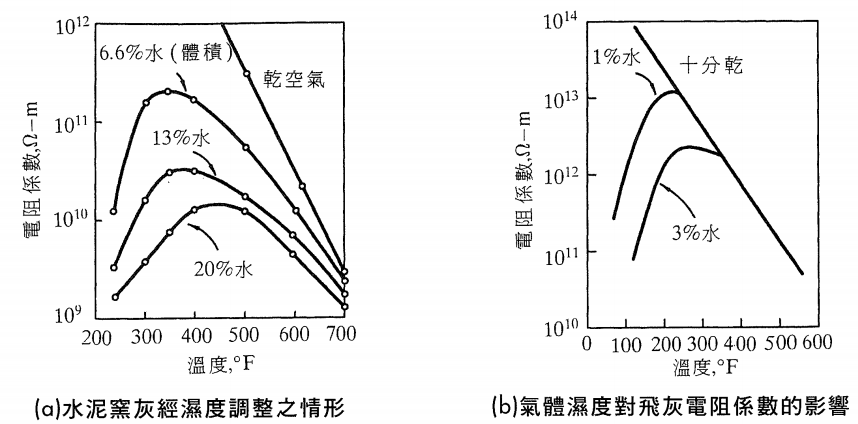 10¹²
10¹¹
10¹⁰
10⁹
電阻係數,Ω−m
6.6%水(體積)
乾空氣
13%水
20%水
200 300 400 500 600 700
溫度,°F
(a)水泥窯灰經濕度調整之情形
10¹⁴
10¹³
10¹²
10¹¹
10¹⁰
電阻係數,Ω−m
1%水
十分乾
3%水
0 100 200 300 400 500 600
溫度,°F
(b)氣體濕度對飛灰電阻係數的影響